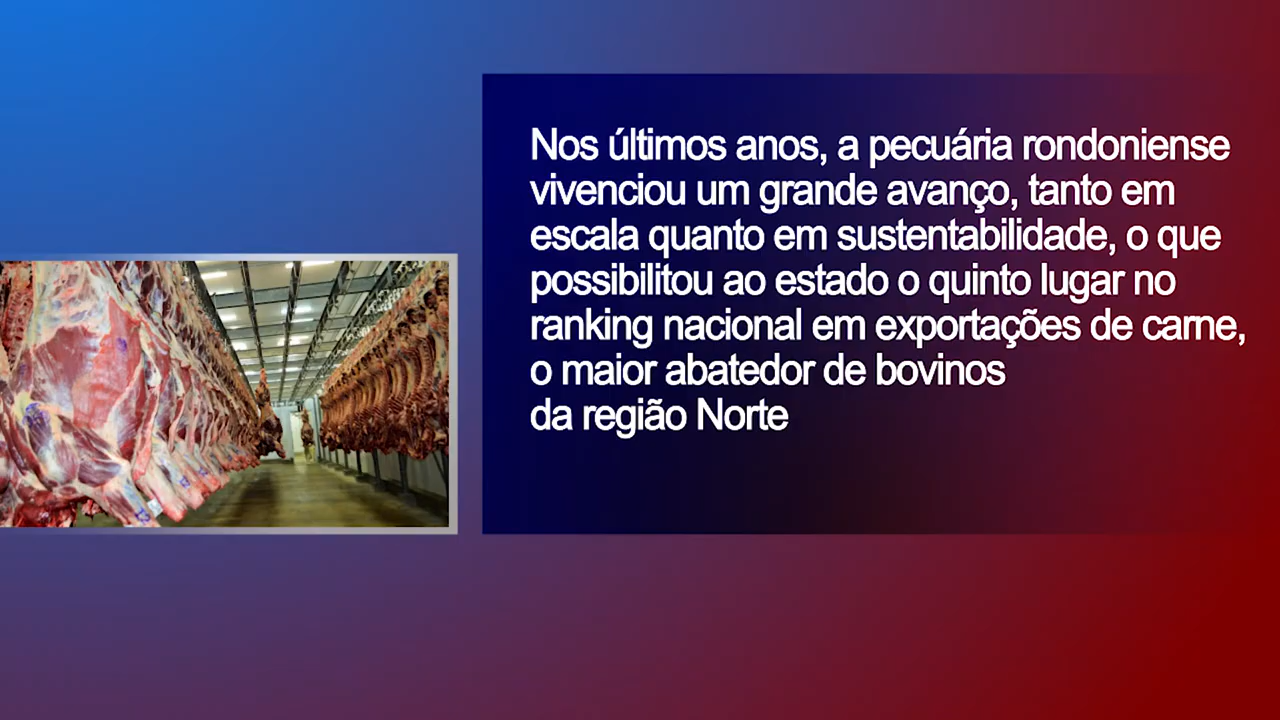 Nos últimos anos, a pecuária rondoniense
vivenciou um grande avanço, tanto em
escala quanto em sustentabilidade, o que
possibilitou ao estado o quinto lugar no
ranking nacional em exportações de carne,
o maior abatedor de bovinos
da região Norte